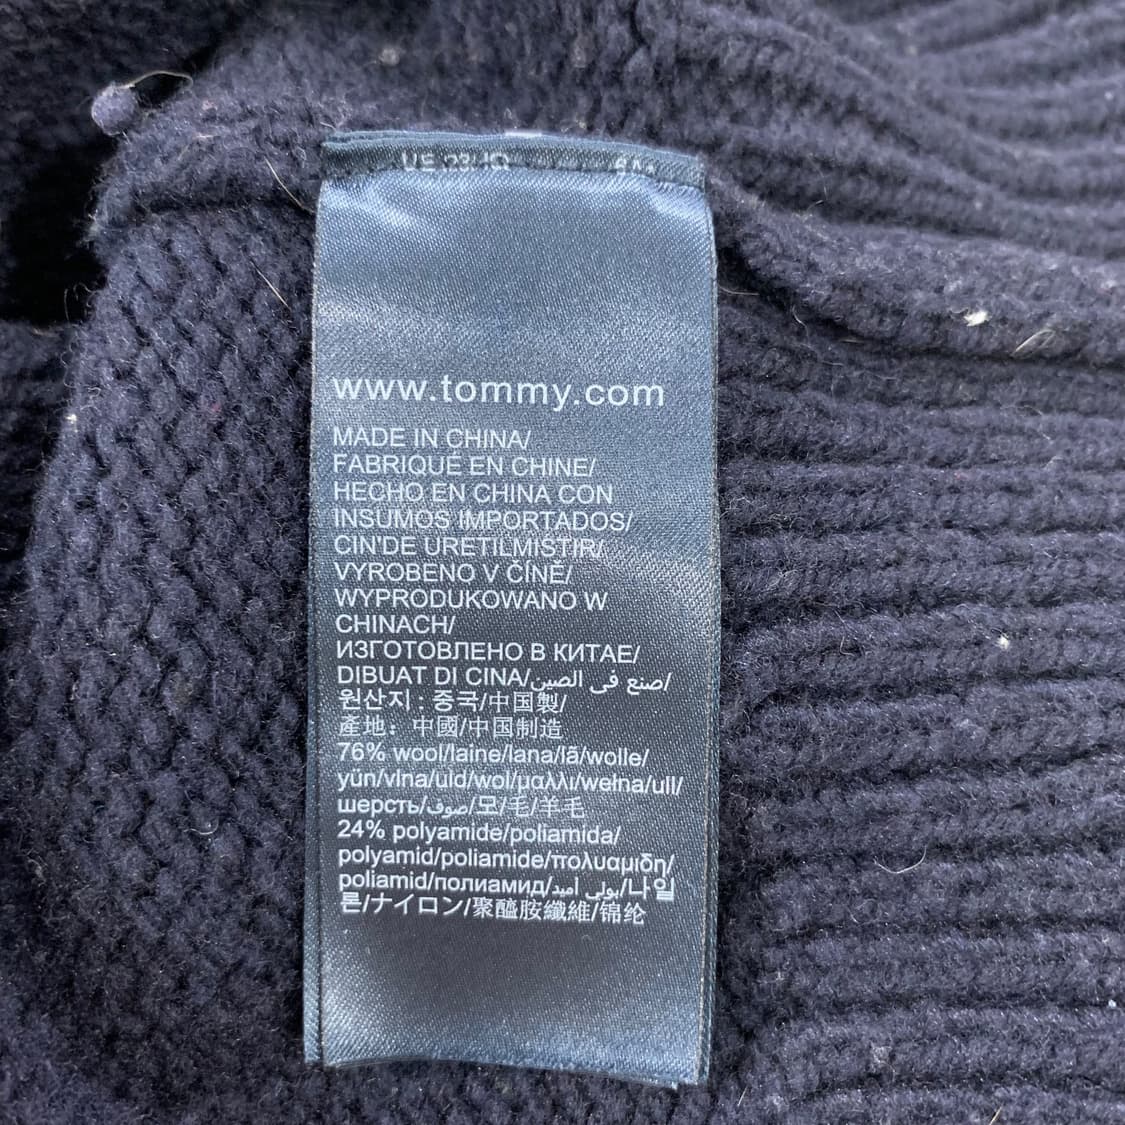 www.tommy.com
MADE IN CHINA/
FABRIQUÉ EN CHINE/
HECHO EN CHINA CON
INSUMOS IMPORTADOS/
CIN'DE URETILMISTIR/
VYROBENO V ČÍNĚ/
WYPRODUKOWANO W
CHINACH/
ИЗГОТОВЛЕНО В КИТАЕ/
DIBUAT DI CINA/صنع في الصين/
원산지 : 중국/中国製/
產地: 中國/中国制造
76% wool/laine/lana/lã/wolle/
yün/vlna/uld/wol/μαλλι/wełna/ull/
шерсть/صوف/모/毛/羊毛
24% polyamide/poliamida/
polyamid/poliamide/πολυαμιδη/
poliamid/полиамид/بولي أميد/나일
론/ナイロン/聚醯胺纖維/锦纶